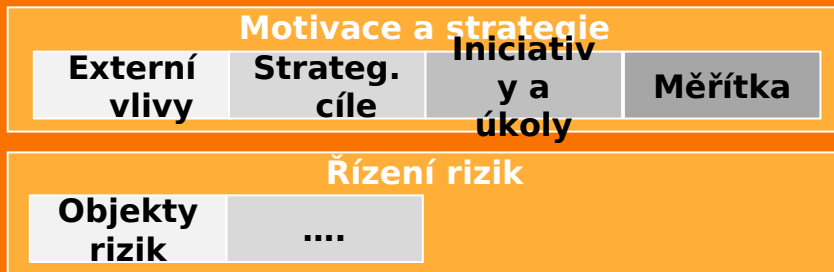 Motivace a strategie
Externí
vlivy
Strateg.
cíle
Iniciativ
y a
úkoly
Měřítka
Řízení rizik
Objekty
rizik
....